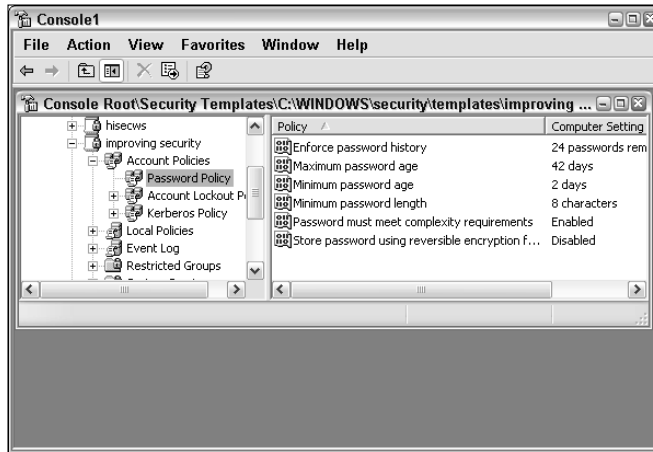 Console1
File Action View Favorites Window Help
Console Root\Security Templates\C:\WINDOWS\security\templates\improving ...
hisecws
improving security
Account Policies
Password Policy
Account Lockout P
Kerberos Policy
Local Policies
Event Log
Restricted Groups
Policy Computer Setting
Enforce password history 24 passwords rem
Maximum password age 42 days
Minimum password age 2 days
Minimum password length 8 characters
Password must meet complexity requirements Enabled
Store password using reversible encryption f... Disabled